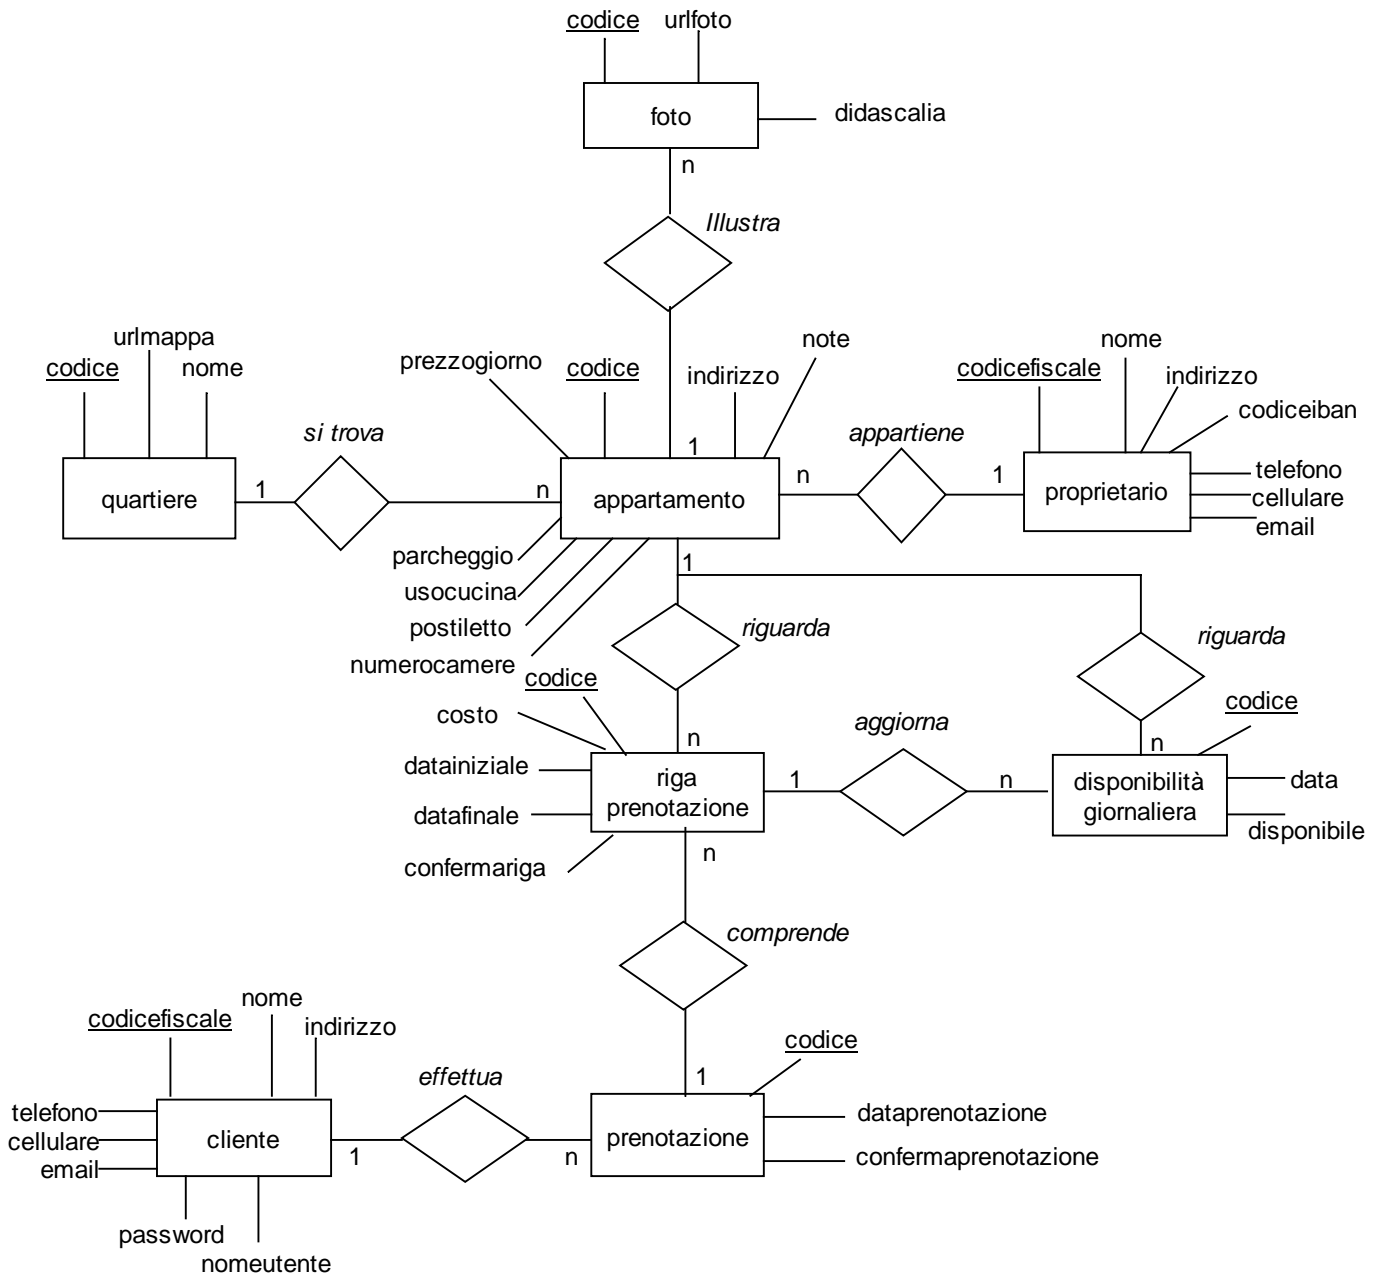 codice urlfoto
foto
didascalia
n
Illustra
urlmappa
codice
nome
si trova
quartiere
1
n
prezzogiorno
codice
indirizzo
note
1
appartamento
n
appartiene
1
codicefiscale
nome
indirizzo
codiceiban
proprietario
telefono
cellulare
email
parcheggio
usocucina
postiletto
numerocamere
1
riguarda
riguarda
codice
costo
datainiziale
datafinale
confermariga
n
riga
prenotazione
1
aggiorna
n
n
codice
disponibilità
giornaliera
data
disponibile
n
comprende
1
codicefiscale
nome
indirizzo
telefono
cellulare
email
cliente
password
nomeutente
1
effettua
n
prenotazione
codice
dataprenotazione
confermaprenotazione